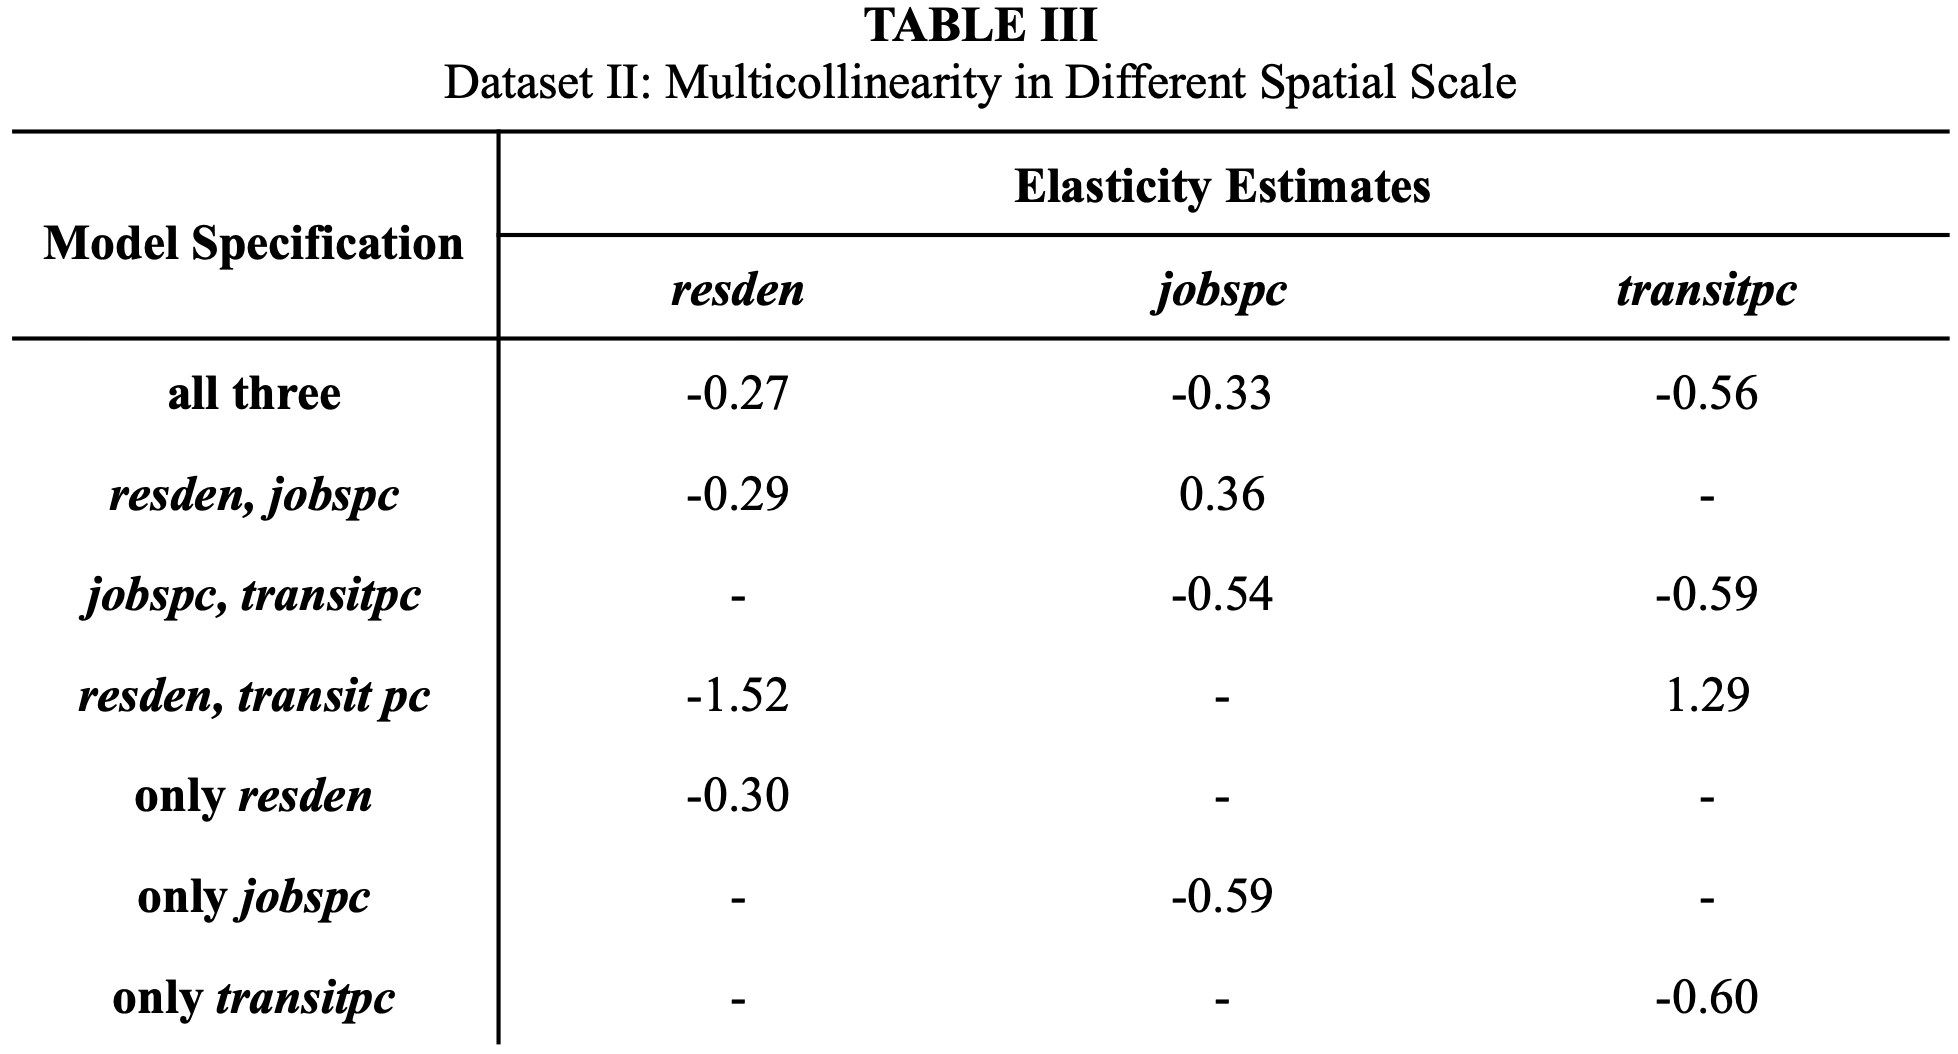 TABLE III
Dataset II: Multicollinearity in Different Spatial Scale
Model Specification
Elasticity Estimates
resden jobspc transitpc
all three -0.27 -0.33 -0.56
resden, jobspc -0.29 0.36 -
jobspc, transitpc - -0.54 -0.59
resden, transit pc -1.52 - 1.29
only resden -0.30 - -
only jobspc - -0.59 -
only transitpc - - -0.60